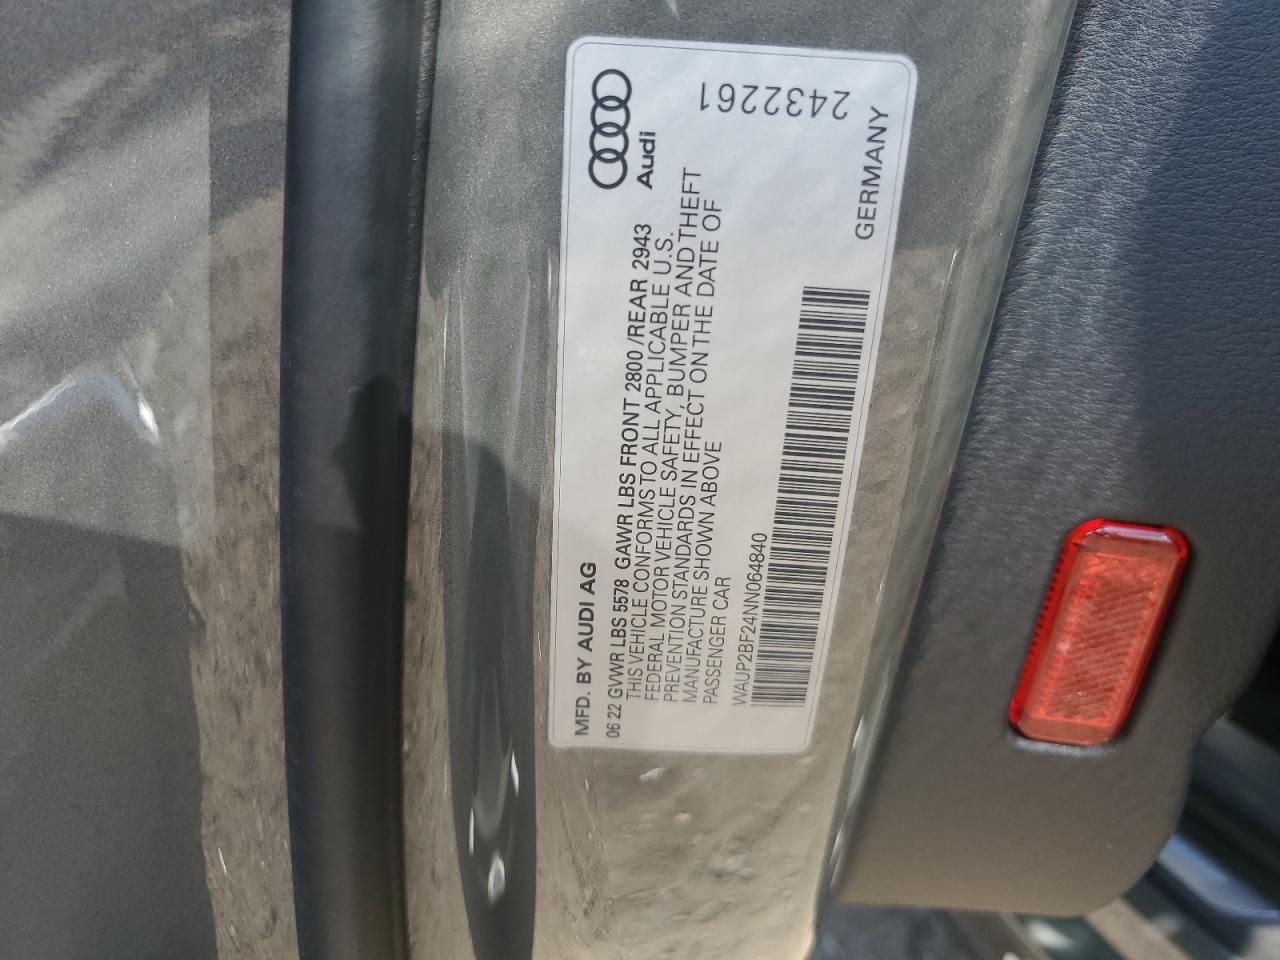 MFD. BY AUDI AG
06 22 GVWR LBS 5578 GAWR LBS FRONT 2800 /REAR 2943
THIS VEHICLE CONFORMS TO ALL APPLICABLE U.S.
FEDERAL MOTOR VEHICLE SAFETY, BUMPER AND THEFT
PREVENTION STANDARDS IN EFFECT ON THE DATE OF
MANUFACTURE SHOWN ABOVE
PASSENGER CAR
WAUP2BF24NN064840
Audi
2432261
GERMANY